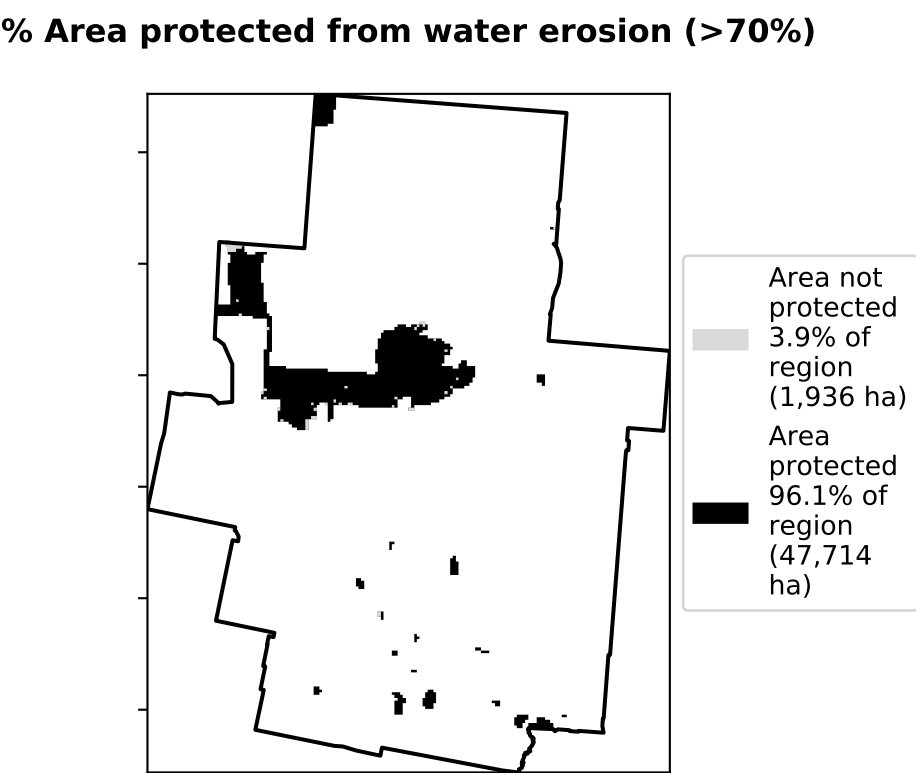 % Area protected from water erosion (>70%)
Area not
protected
3.9% of
region
(1,936 ha)
Area
protected
96.1% of
region
(47,714
ha)